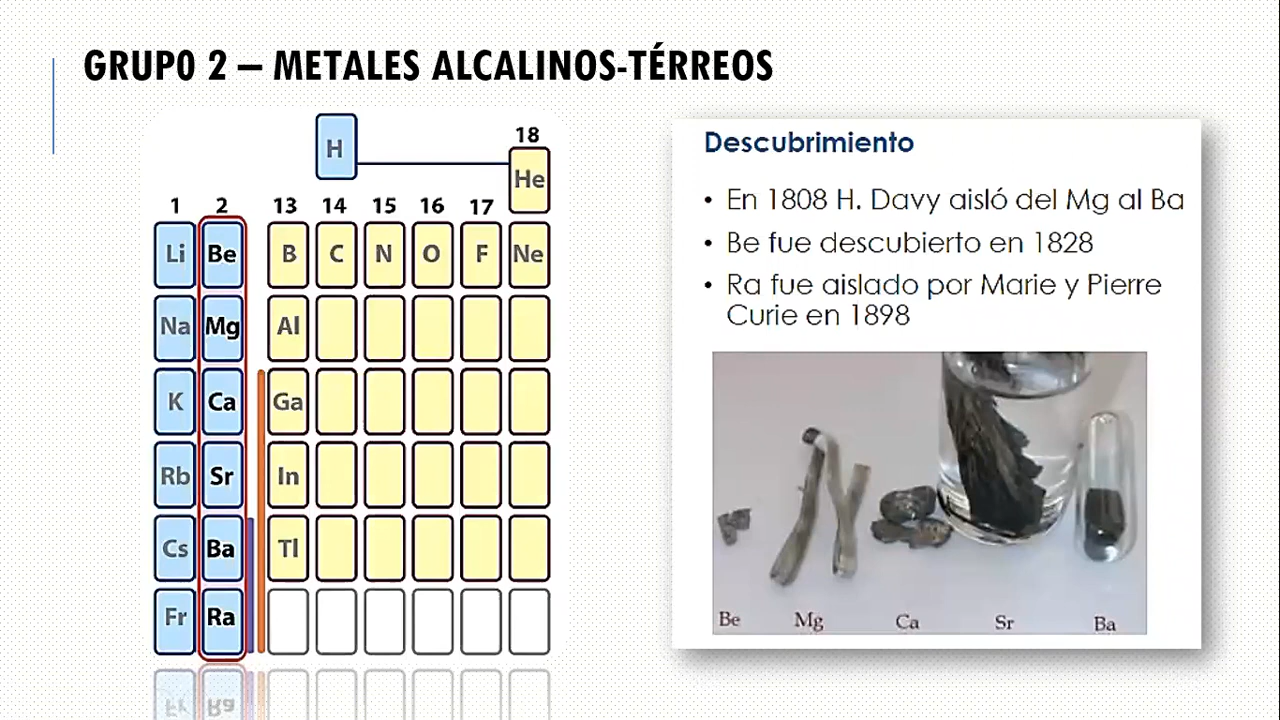 GRUP0 2 – METALES ALCALINOS-TÉRREOS
H
18
He
1 2 13 14 15 16 17
Li Be B C N O F Ne
Na Mg Al
K Ca Ga
Rb Sr In
Cs Ba Tl
Fr Ra
Fr Ra
Descubrimiento
• En 1808 H. Davy aisló del Mg al Ba
• Be fue descubierto en 1828
• Ra fue aislado por Marie y Pierre
Curie en 1898
Be Mg Ca Sr Ba